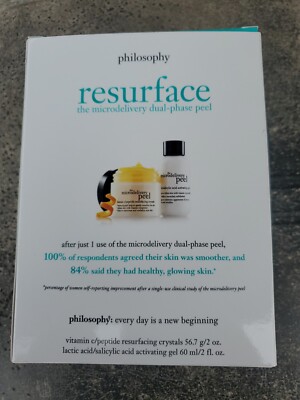 philosophy
resurface
the microdelivery dual-phase peel
microdelivery
peel
peel
after just 1 use of the microdelivery dual-phase peel,
100% of respondents agreed their skin was smoother, and
84% said they had healthy, glowing skin.*
*percentage of women self-reporting improvement after a single-use clinical study of the microdelivery peel
philosophy: every day is a new beginning
vitamin c/peptide resurfacing crystals 56.7 g/2 oz.
lactic acid/salicylic acid activating gel 60 ml/2 fl. oz.